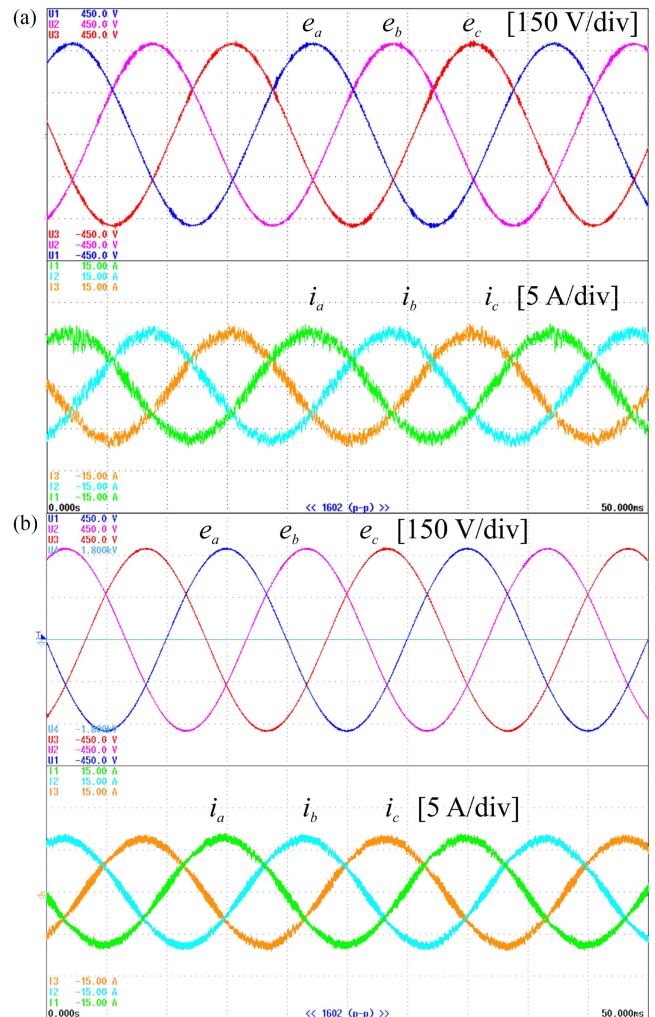 (a)
U1 450.0 V
U2 450.0 V
U3 450.0 V
e_a e_b e_c [150 V/div]
U3 -450.0 V
U2 -450.0 V
U1 -450.0 V
I1 15.00 A
I2 15.00 A
I3 15.00 A
i_a i_b i_c [5 A/div]
I3 -15.00 A
I2 -15.00 A
I1 -15.00 A
0.000s << 1602 (p-p) >> 50.000ms
(b)
U1 450.0 V
U2 450.0 V
U3 450.0 V
U4 1.800kV
e_a e_b e_c [150 V/div]
U4 -1.800kV
U3 -450.0 V
U2 -450.0 V
U1 -450.0 V
I1 15.00 A
I2 15.00 A
I3 15.00 A
i_a i_b i_c [5 A/div]
I3 -15.00 A
I2 -15.00 A
I1 -15.00 A
0.000s << 1602 (p-p) >> 50.000ms